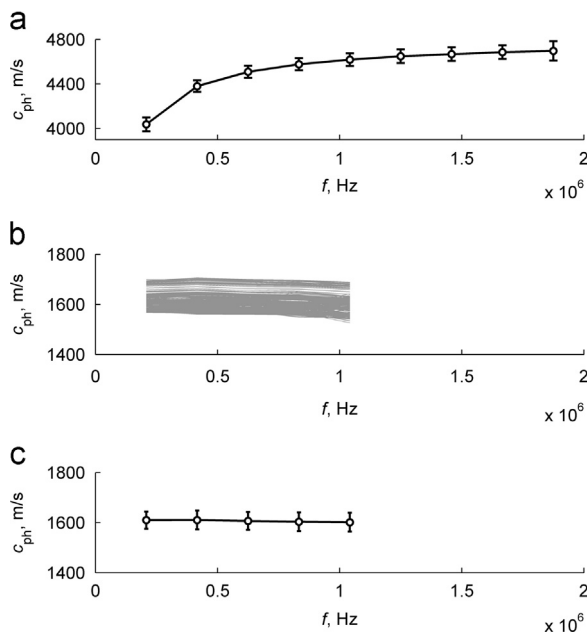 a
4800
4400
4000
c_ph, m/s
0 0.5 1 1.5 2
f, Hz
x 10^6
b
1800
1600
1400
c_ph, m/s
0 0.5 1 1.5 2
f, Hz
x 10^6
c
1800
1600
1400
c_ph, m/s
0 0.5 1 1.5 2
f, Hz
x 10^6